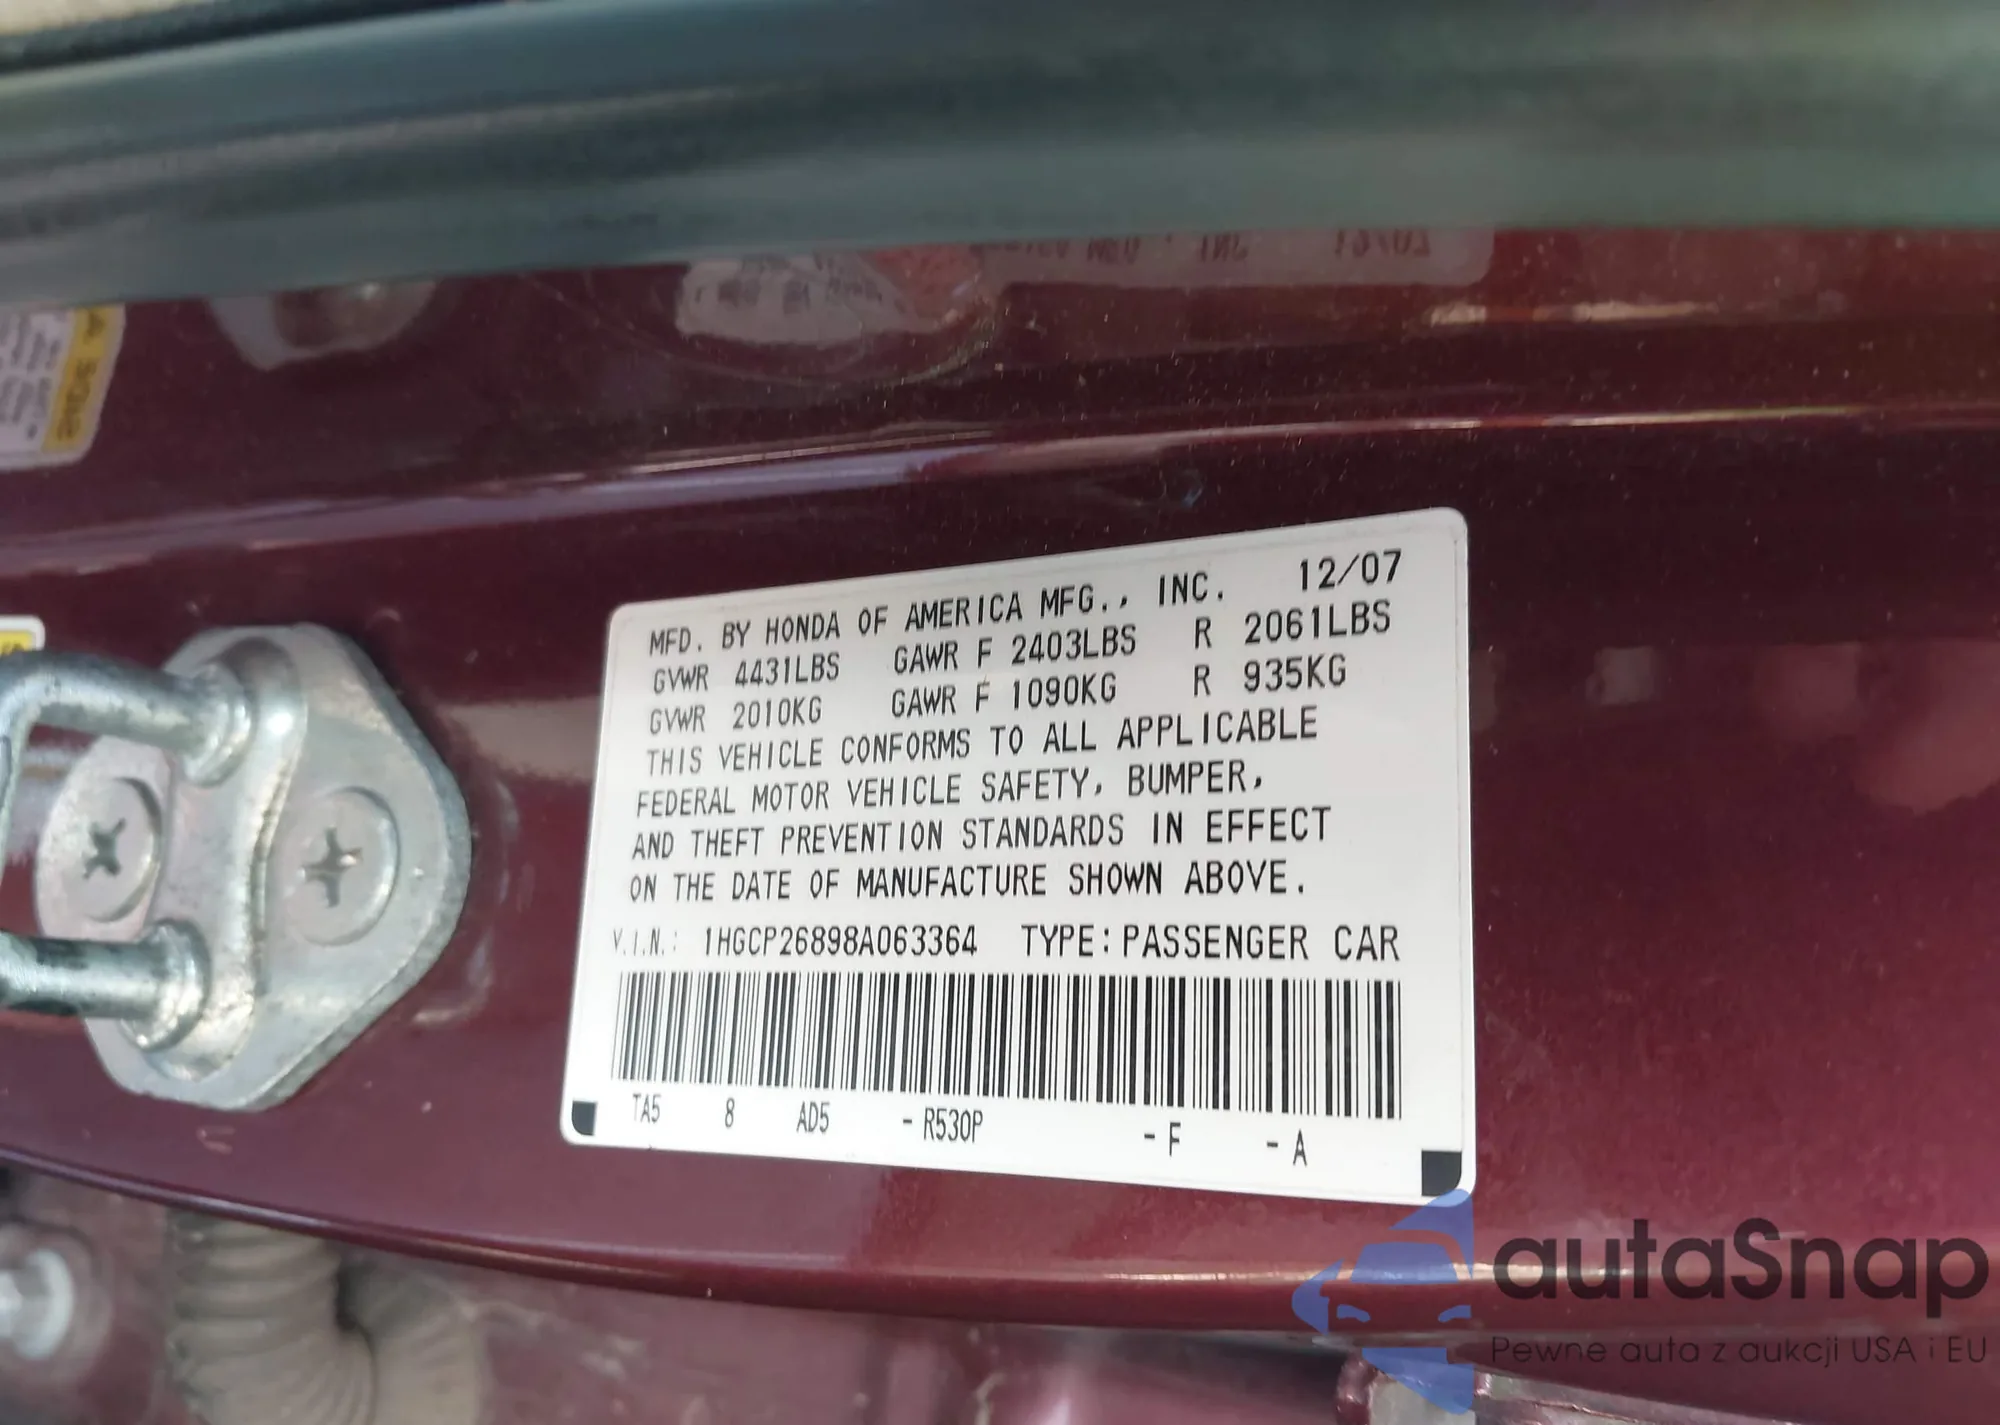 MFD. BY HONDA OF AMERICA MFG., INC. 12/07
GVWR 4431LBS GAWR F 2403LBS R 2061LBS
GVWR 2010KG GAWR F 1090KG R 935KG
THIS VEHICLE CONFORMS TO ALL APPLICABLE
FEDERAL MOTOR VEHICLE SAFETY, BUMPER,
AND THEFT PREVENTION STANDARDS IN EFFECT
ON THE DATE OF MANUFACTURE SHOWN ABOVE.
V.I.N.: 1HGCP26898A063364 TYPE:PASSENGER CAR
TA5 8 AD5 -R530P -F -A
autaSnap
Pewne auta z aukcji USA i EU